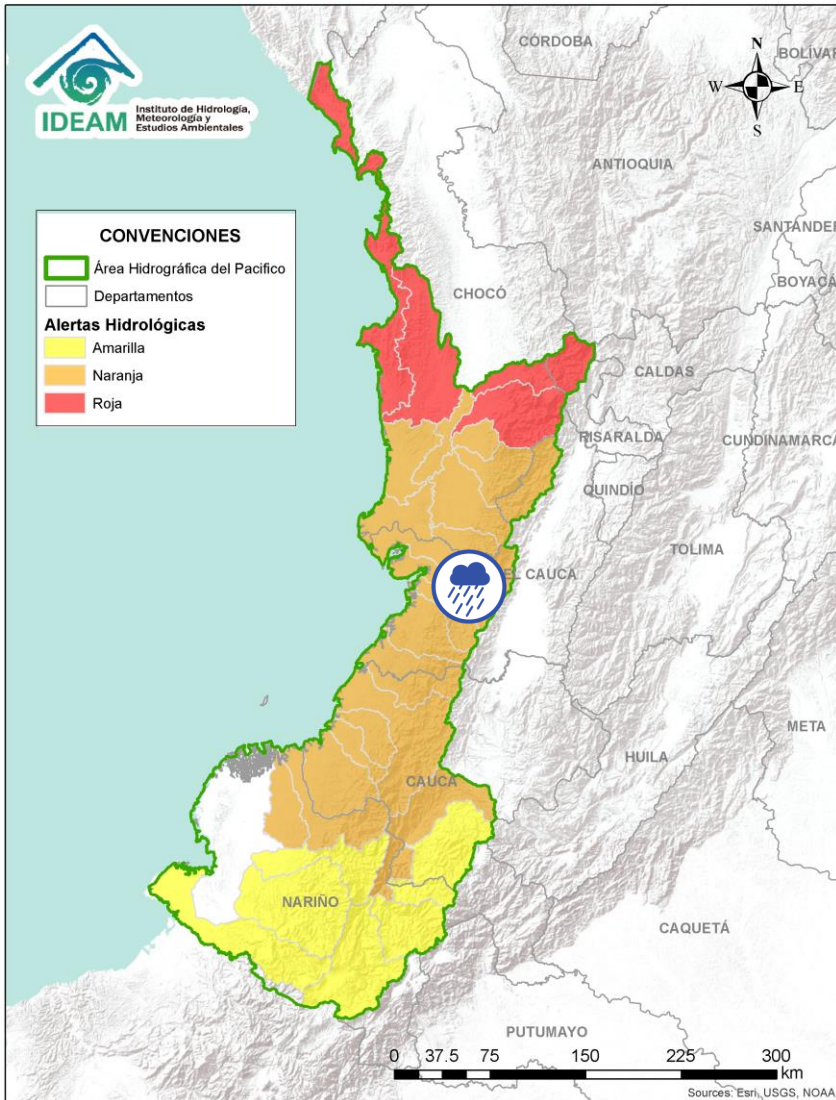 IDEAM
Instituto de Hidrología,
Meteorología y
Estudios Ambientales
CONVENCIONES
Área Hidrográfica del Pacifico
Departamentos
Alertas Hidrológicas
Amarilla
Naranja
Roja
N
W
E
S
CÓRDOBA
BOLÍVAR
ANTIOQUIA
SANTANDER
BOYACÁ
CHOCÓ
CALDAS
RISARALDA
CUNDINAMARCA
QUINDÍO
TOLIMA
EL CAUCA
META
HUILA
CAUCA
NARIÑO
CAQUETÁ
PUTUMAYO
0 37.5 75 150 225 300
km
Sources: Esri, USGS, NOAA